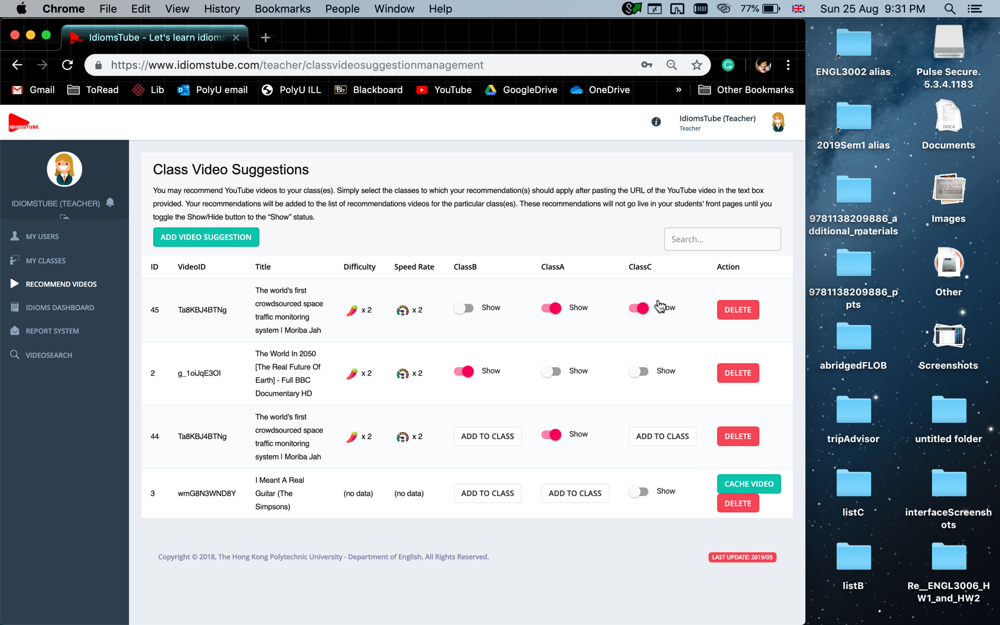 Chrome File Edit View History Bookmarks People Window Help 77% Sun 25 Aug 9:31 PM
IdiomsTube - Let's learn idioms
https://www.idiomstube.com/teacher/classvideosuggestionmanagement
Gmail ToRead Lib PolyU email PolyU ILL Bb Blackboard YouTube GoogleDrive OneDrive » Other Bookmarks
IDIOMSTUBE
IdiomsTube (Teacher)
Teacher
IDIOMSTUBE (TEACHER)
MY USERS
MY CLASSES
RECOMMEND VIDEOS
IDIOMS DASHBOARD
REPORT SYSTEM
VIDEOSEARCH
Class Video Suggestions
You may recommend YouTube videos to your class(es). Simply select the classes to which your recommendation(s) should apply after pasting the URL of the YouTube video in the text box
provided. Your recommendations will be added to the list of recommendations videos for the particular class(es). These recommendations will not go live in your students' front pages until you
toggle the Show/Hide button to the “Show” status.
ADD VIDEO SUGGESTION
Search...
ID VideoID Title Difficulty Speed Rate ClassB ClassA ClassC Action
The world's first
crowdsourced space
traffic monitoring
system | Moriba Jah
45 Ta8KBJ4BTNg x 2 x 2 Show Show ow DELETE
The World In 2050
[The Real Future Of
Earth] - Full BBC
Documentary HD
2 g_1oiJqE3OI x 2 x 2 Show Show Show DELETE
The world's first
crowdsourced space
traffic monitoring
system | Moriba Jah
44 Ta8KBJ4BTNg x 2 x 2 ADD TO CLASS Show ADD TO CLASS DELETE
I Meant A Real
Guitar (The
Simpsons)
3 wmG8N3WND8Y (no data) (no data) ADD TO CLASS ADD TO CLASS Show CACHE VIDEO
DELETE
Copyright © 2018, The Hong Kong Polytechnic University - Department of English. All Rights Reserved.
LAST UPDATE: 2019/05
ENGL3002 alias
Pulse Secure.
5.3.4.1183
2019Sem1 alias
DOCX
Documents
9781138209886_a
dditional_materials
Images
9781138209886_p
pts
Other
abridgedFLOB
Screenshots
tripAdvisor
untitled folder
listC
interfaceScreensh
ots
listB
Re__ENGL3006_H
W1_and_HW2